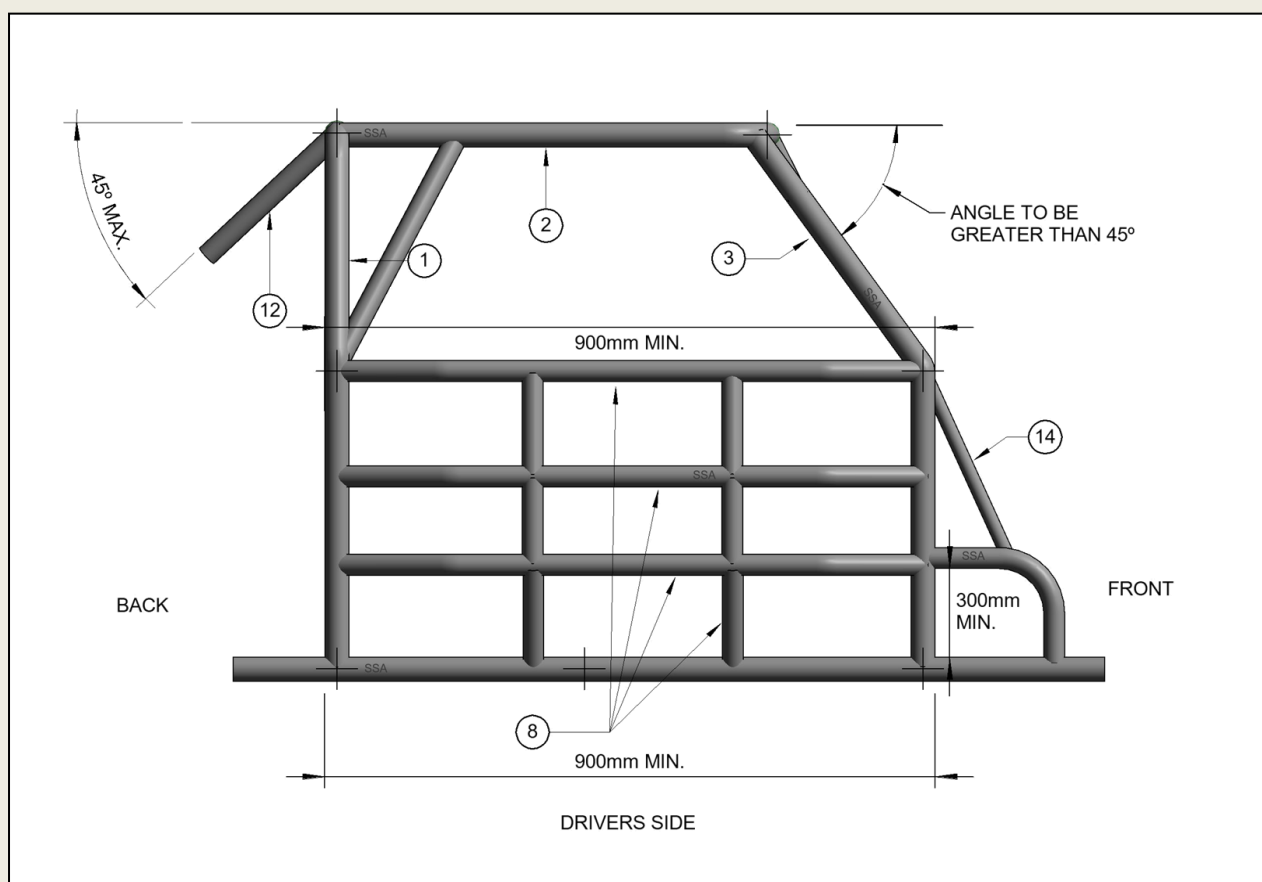 SSA
45º MAX.
2
ANGLE TO BE
GREATER THAN 45º
1
3
SSA
12
900mm MIN.
14
SSA
SSA
BACK
300mm
MIN.
FRONT
SSA
8
900mm MIN.
DRIVERS SIDE